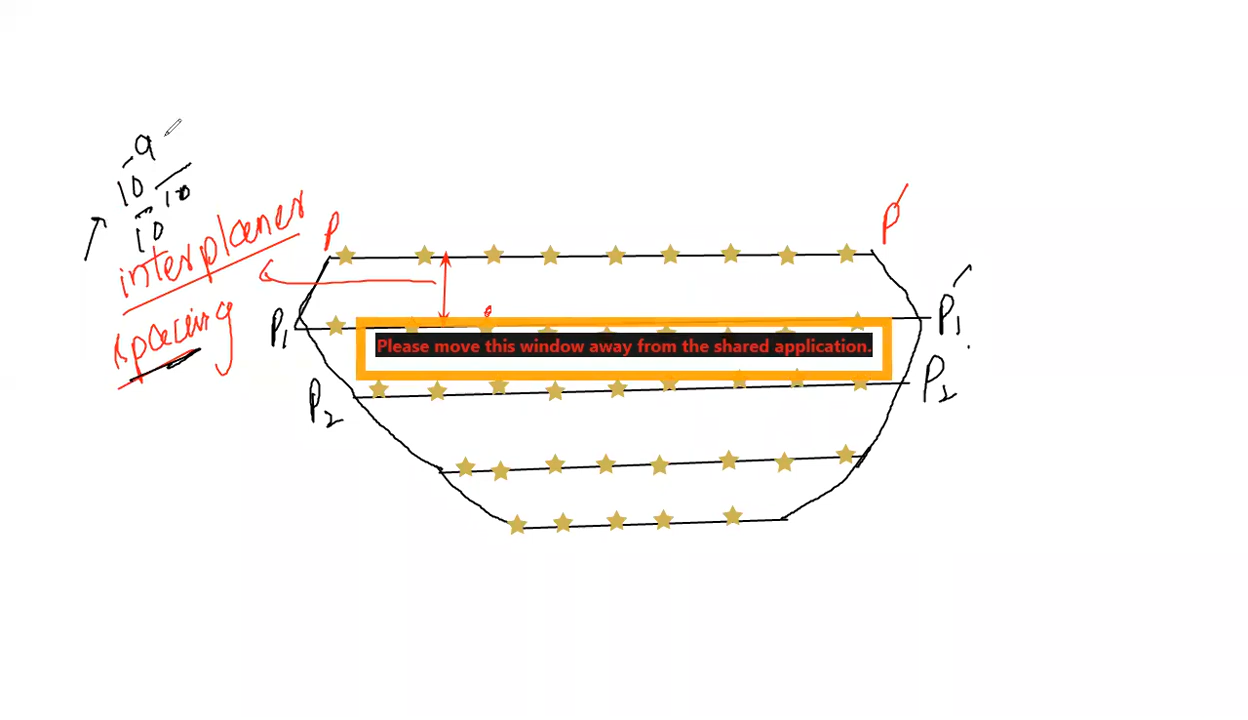 -9
10
-10
10
interplaner
spacing
P
P'
P1
P1'
Please move this window away from the shared application.
P2
P2